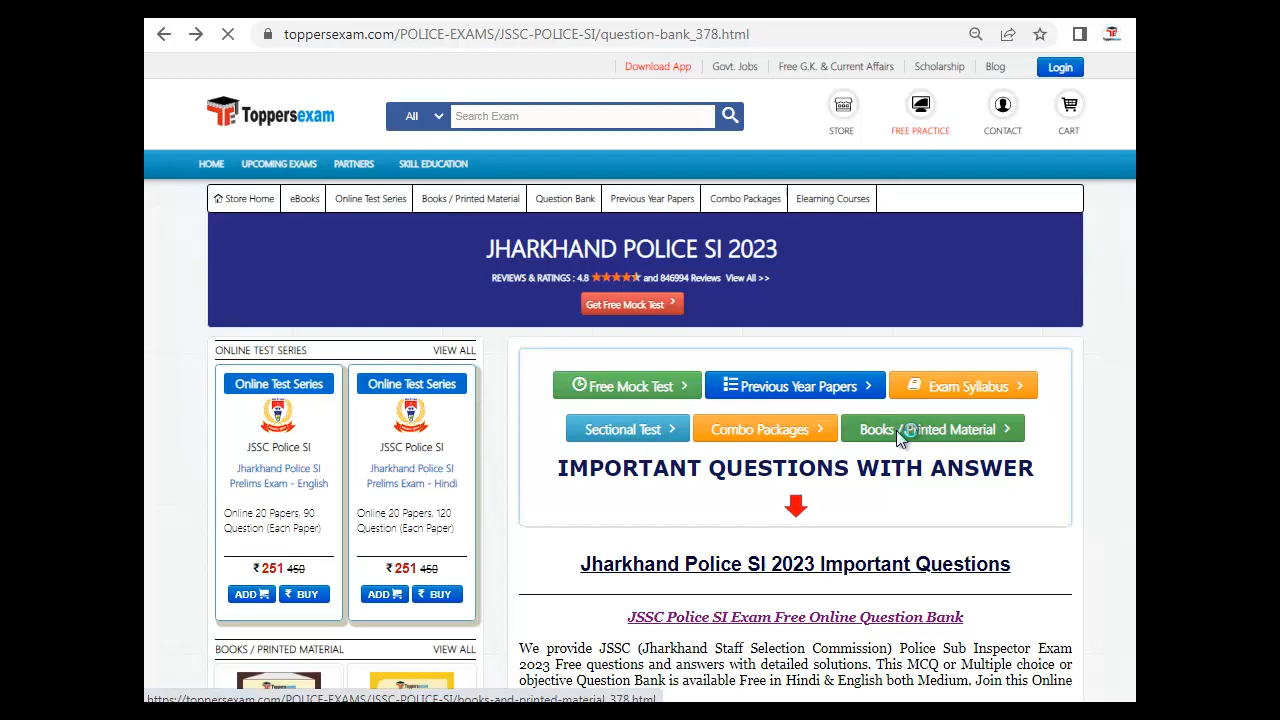 toppersexam.com/POLICE-EXAMS/JSSC-POLICE-SI/question-bank_378.html
Download App Govt. Jobs Free G.K. & Current Affairs Scholarship Blog Login
Toppersexam
All Search Exam
STORE FREE PRACTICE CONTACT CART
HOME UPCOMING EXAMS PARTNERS SKILL EDUCATION
Store Home eBooks Online Test Series Books / Printed Material Question Bank Previous Year Papers Combo Packages Elearning Courses
JHARKHAND POLICE SI 2023
REVIEWS & RATINGS : 4.8 and 846994 Reviews View All >>
Get Free Mock Test
ONLINE TEST SERIES VIEW ALL
Online Test Series
JSSC Police SI
Jharkhand Police SI
Prelims Exam - English
Online 20 Papers, 90
Question (Each Paper)
₹ 251 450
ADD ₹ BUY
Online Test Series
JSSC Police SI
Jharkhand Police SI
Prelims Exam - Hindi
Online 20 Papers, 120
Question (Each Paper)
₹ 251 450
ADD ₹ BUY
BOOKS / PRINTED MATERIAL VIEW ALL
Free Mock Test Previous Year Papers Exam Syllabus
Sectional Test Combo Packages Books / Printed Material
IMPORTANT QUESTIONS WITH ANSWER
Jharkhand Police SI 2023 Important Questions
JSSC Police SI Exam Free Online Question Bank
We provide JSSC (Jharkhand Staff Selection Commission) Police Sub Inspector Exam
2023 Free questions and answers with detailed solutions. This MCQ or Multiple choice or
objective Question Bank is available Free in Hindi & English both Medium. Join this Online
https://toppersexam.com/POLICE-EXAMS/JSSC-POLICE-SI/books-and-printed-material_378.html